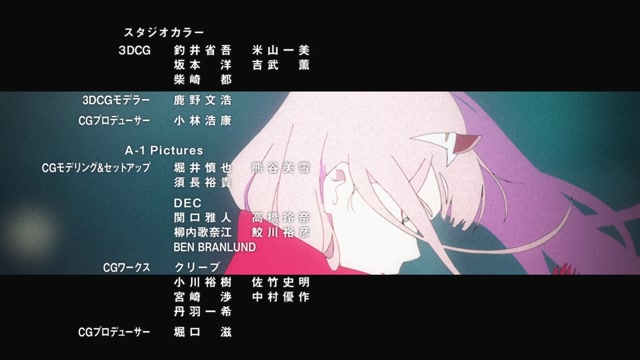 スタジオカラー
3DCG 釣井省吾 米山一美
坂本 洋 吉武 薫
柴崎 都
3DCGモデラー 鹿野文浩
CGプロデューサー 小林浩康
A-1 Pictures
CGモデリング&セットアップ 堀井慎也 熊谷美雪
須長裕貴
DEC
関口雅人 高橋玲奈
柳内歌奈江 鮫川裕彦
BEN BRANLUND
CGワークス クリープ
小川裕樹 佐竹史明
宮崎 渉 中村優作
丹羽一希
CGプロデューサー 堀口 滋